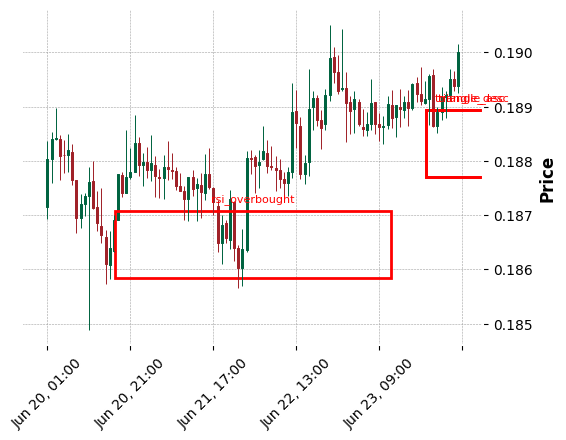 0.190
0.189
triangle_desc
0.188
rsi_overbought
0.187
0.186
0.185
Price
Jun 20, 01:00
Jun 20, 21:00
Jun 21, 17:00
Jun 22, 13:00
Jun 23, 09:00